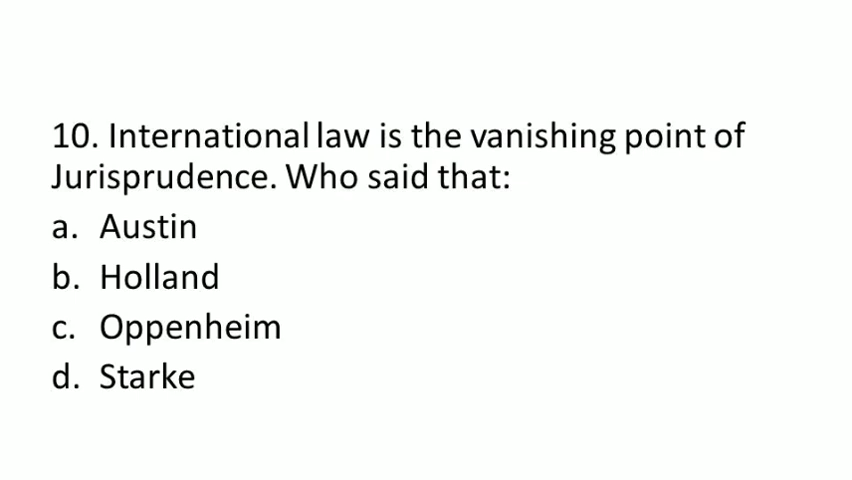 10. International law is the vanishing point of
Jurisprudence. Who said that:
a. Austin
b. Holland
c. Oppenheim
d. Starke